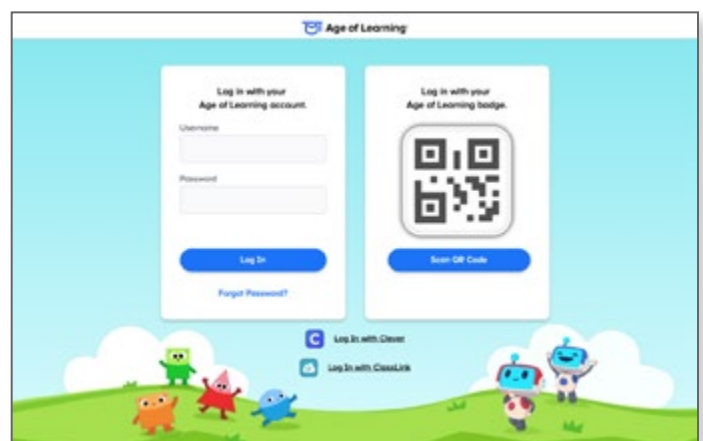 Age of Learning
Log in with your
Age of Learning account.
Username
Password
Log In
Forgot Password?
Log in with your
Age of Learning badge.
Scan QR Code
C
Log In with Clever
Log In with ClassLink